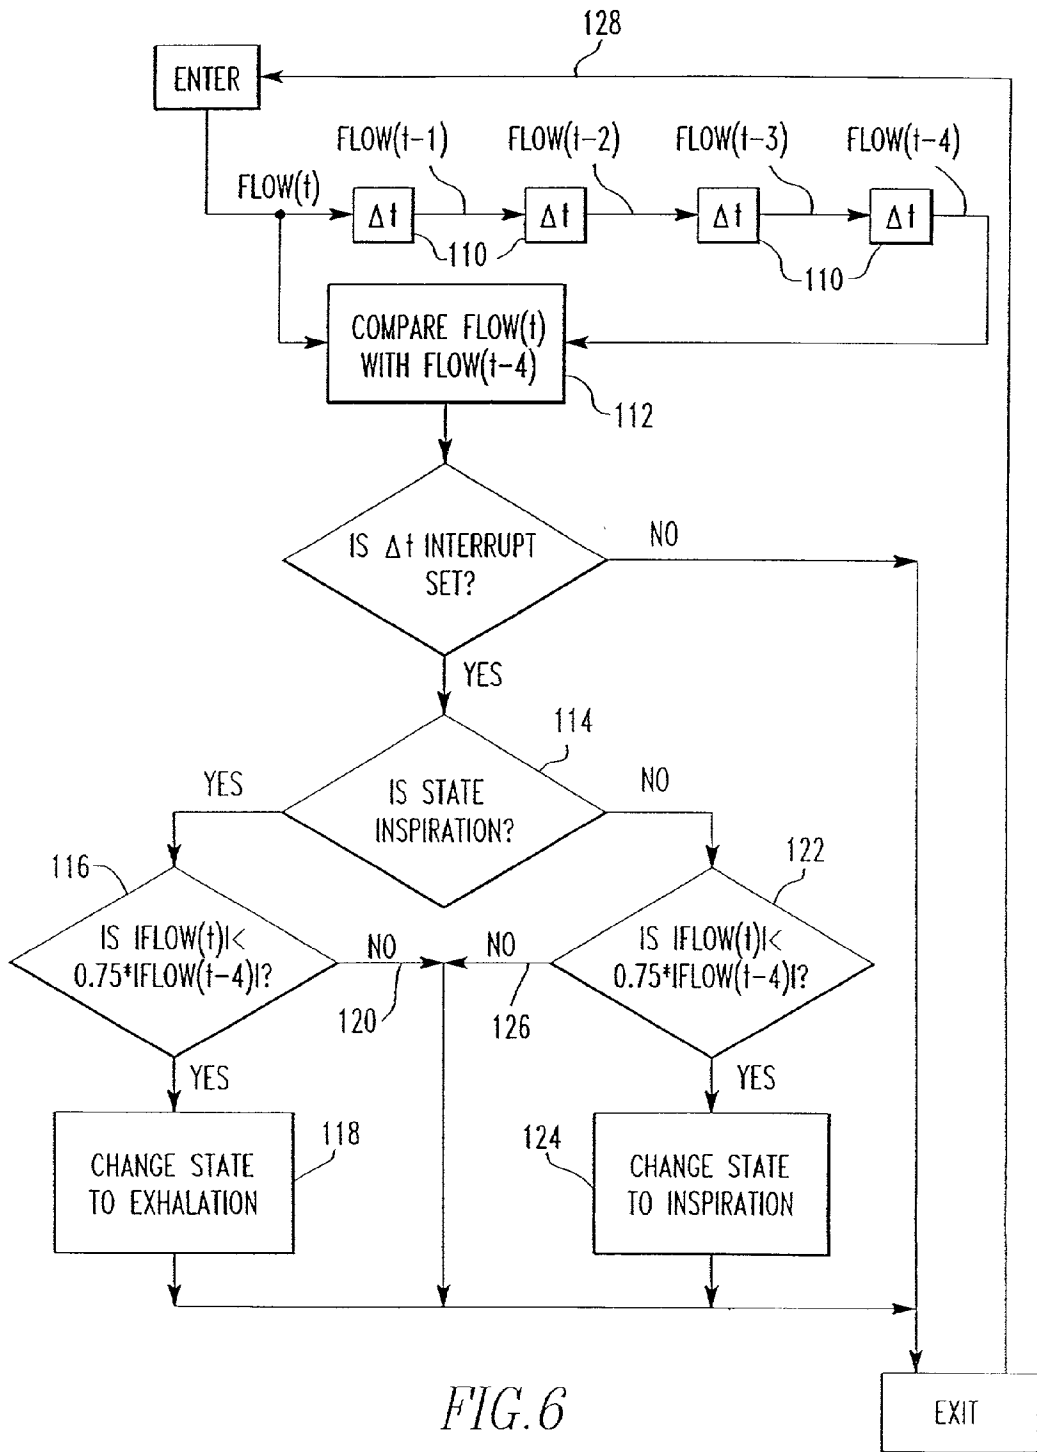 128
ENTER
FLOW(t-1)
FLOW(t-2)
FLOW(t-3)
FLOW(t-4)
FLOW(t)
Δt
Δt
Δt
Δt
110
110
COMPARE FLOW(t)
WITH FLOW(t-4)
112
IS Δt INTERRUPT
SET?
NO
YES
114
YES
IS STATE
INSPIRATION?
NO
116
122
IS |FLOW(t)|<
0.75*|FLOW(t-4)|?
NO
NO
IS |FLOW(t)|<
0.75*|FLOW(t-4)|?
120
126
YES
YES
118
124
CHANGE STATE
TO EXHALATION
CHANGE STATE
TO INSPIRATION
FIG.6
EXIT